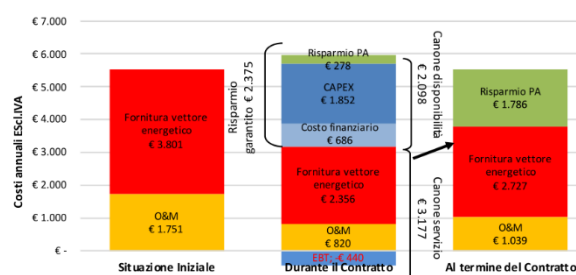 Costi annuali EScl.IVA
€ 7.000
€ 6.000
€ 5.000
€ 4.000
€ 3.000
€ 2.000
€ 1.000
€ -
Fornitura vettore
energetico
€ 3.801
O&M
€ 1.751
Situazione Iniziale
Risparmio
garantito € 2.375
Risparmio PA
€ 278
CAPEX
€ 1.852
Costo finanziario
€ 686
Fornitura vettore
energetico
€ 2.356
O&M
€ 820
EBT; -€ 440
Durante il Contratto
Canone disponibilità
€ 2.098
Canone servizio
€ 3.177
Risparmio PA
€ 1.786
Fornitura vettore
energetico
€ 2.727
O&M
€ 1.039
Al termine del Contratto